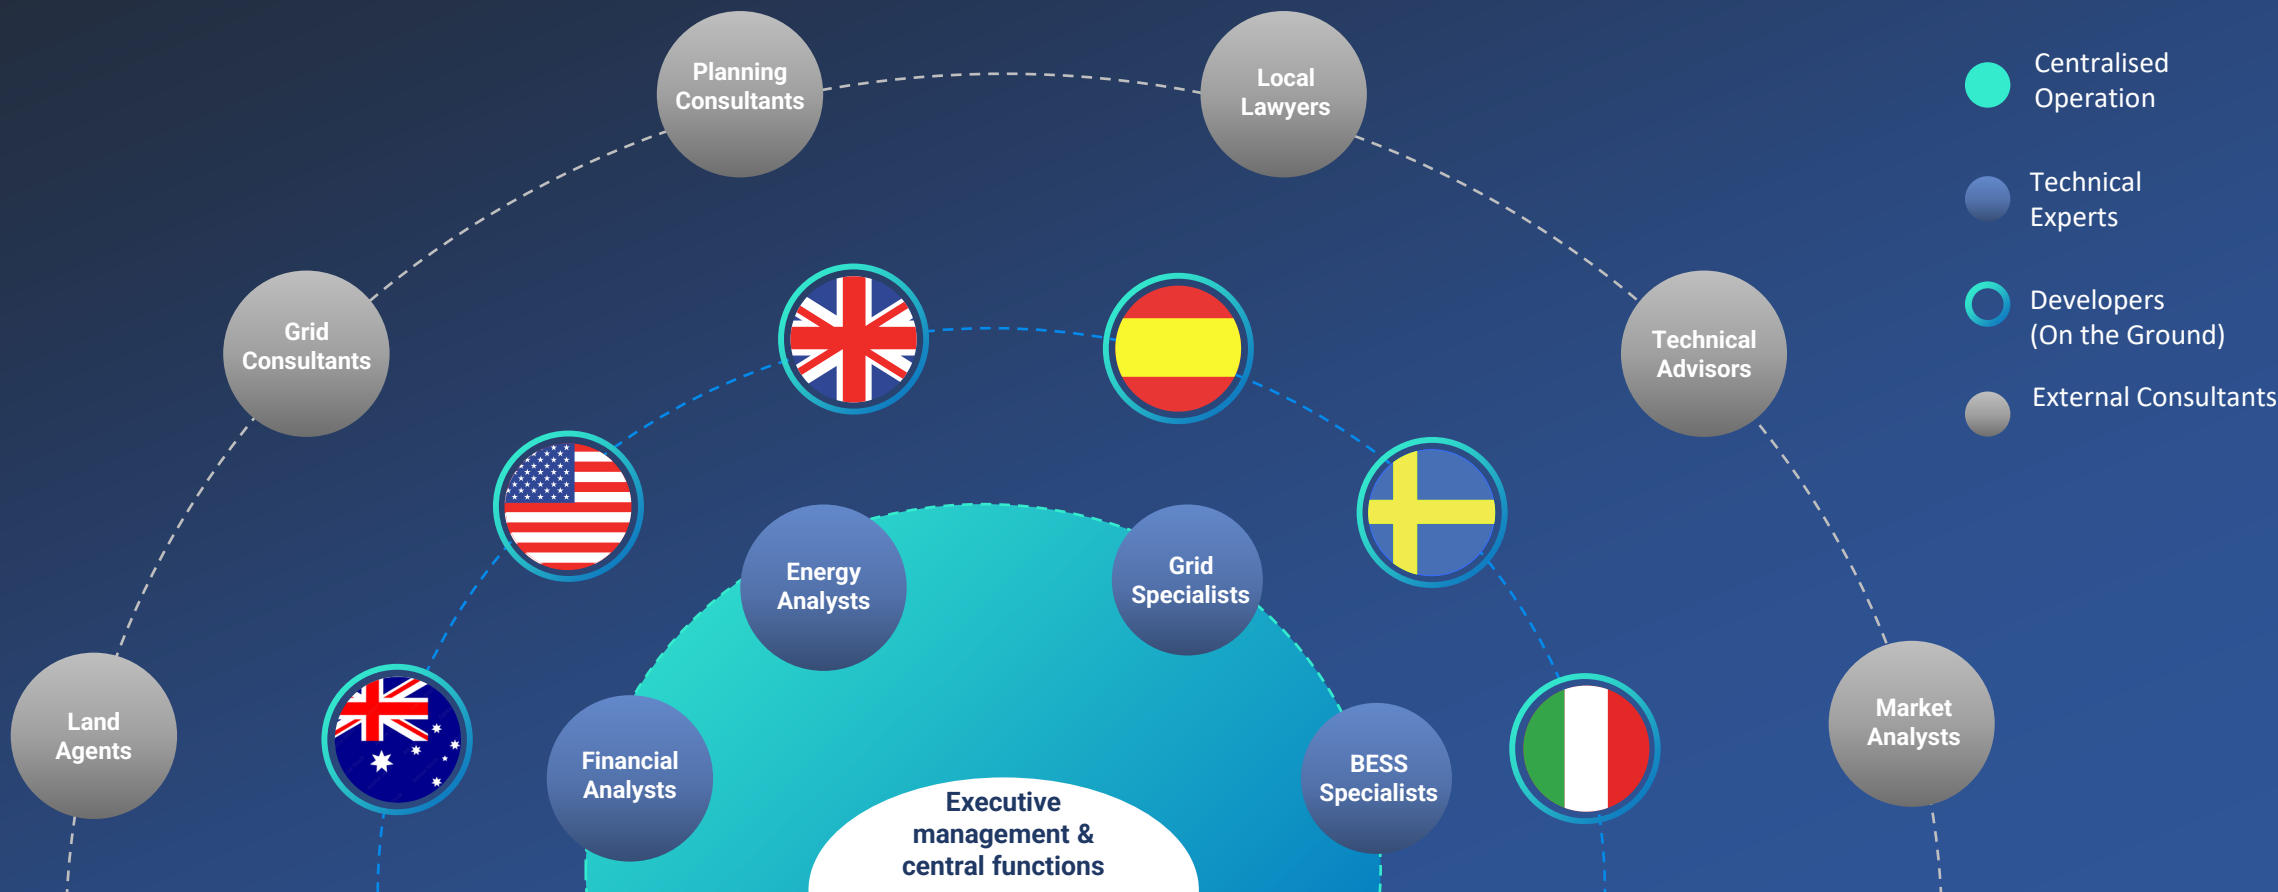 Planning
Consultants
Local
Lawyers
Grid
Consultants
Technical
Advisors
Land
Agents
Market
Analysts
Energy
Analysts
Grid
Specialists
Financial
Analysts
BESS
Specialists
Executive
management &
central functions
Centralised
Operation
Technical
Experts
Developers
(On the Ground)
External Consultants